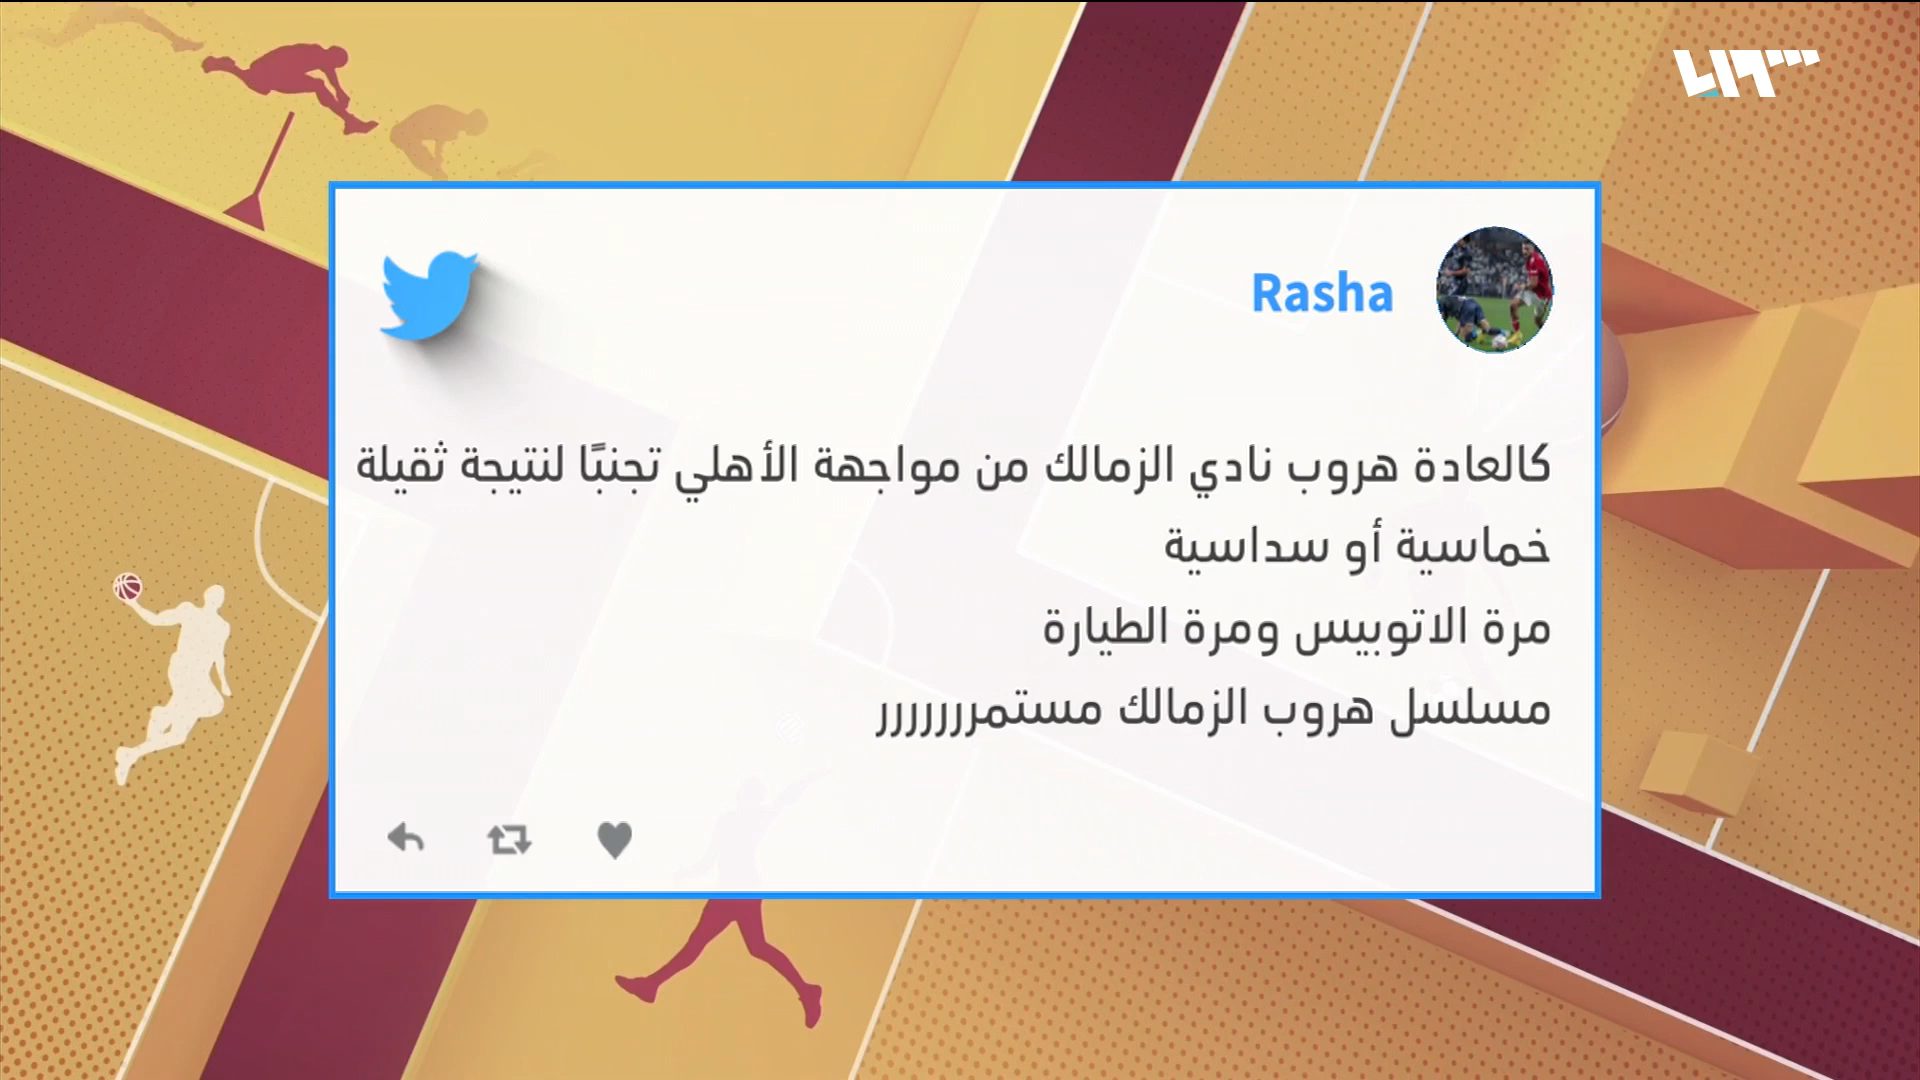 Rasha
كالعادة هروب نادي الزمالك من مواجهة الأهلي تجنبًا لنتيجة ثقيلة
خماسية أو سداسية
مرة الاتوبيس ومرة الطيارة
مسلسل هروب الزمالك مستمررررررر